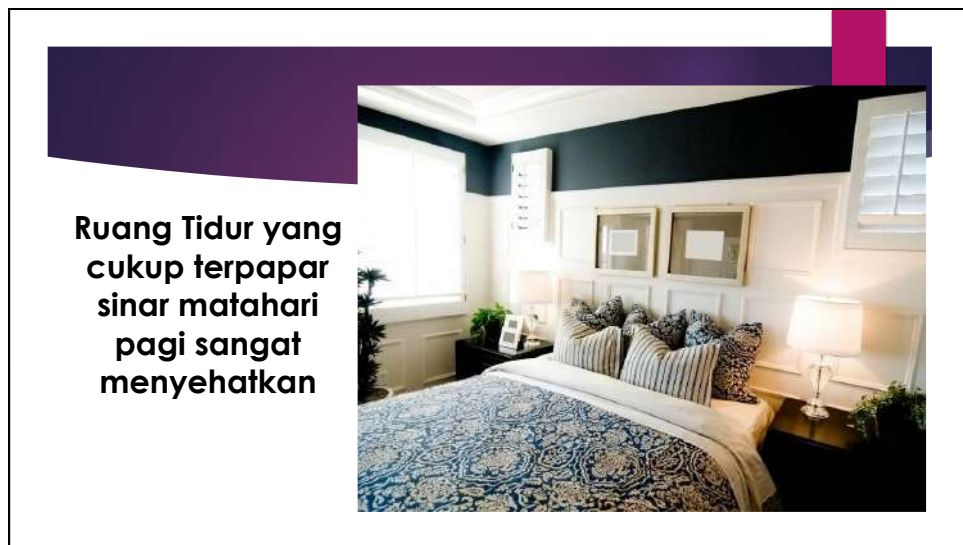 Ruang Tidur yang
cukup terpapar
sinar matahari
pagi sangat
menyehatkan